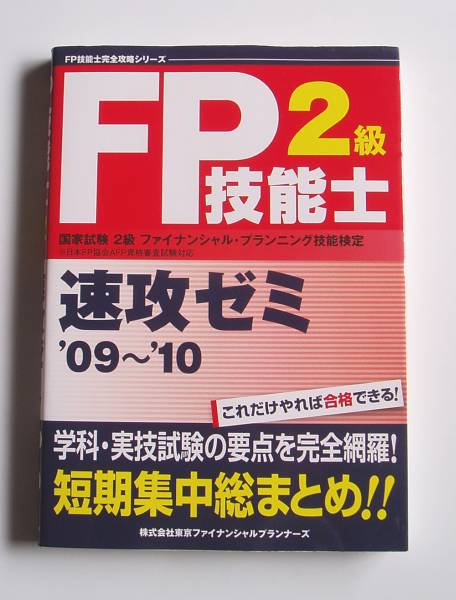 FP技能士完全攻略シリーズ
FP2級
技能士
国家試験 2級 ファイナンシャル・プランニング技能検定
※日本FP協会AFP資格審査試験対応
速攻ゼミ
’09～’10
これだけやれば合格できる!
学科・実技試験の要点を完全網羅!
短期集中総まとめ!!
株式会社東京ファイナンシャルプランナーズ